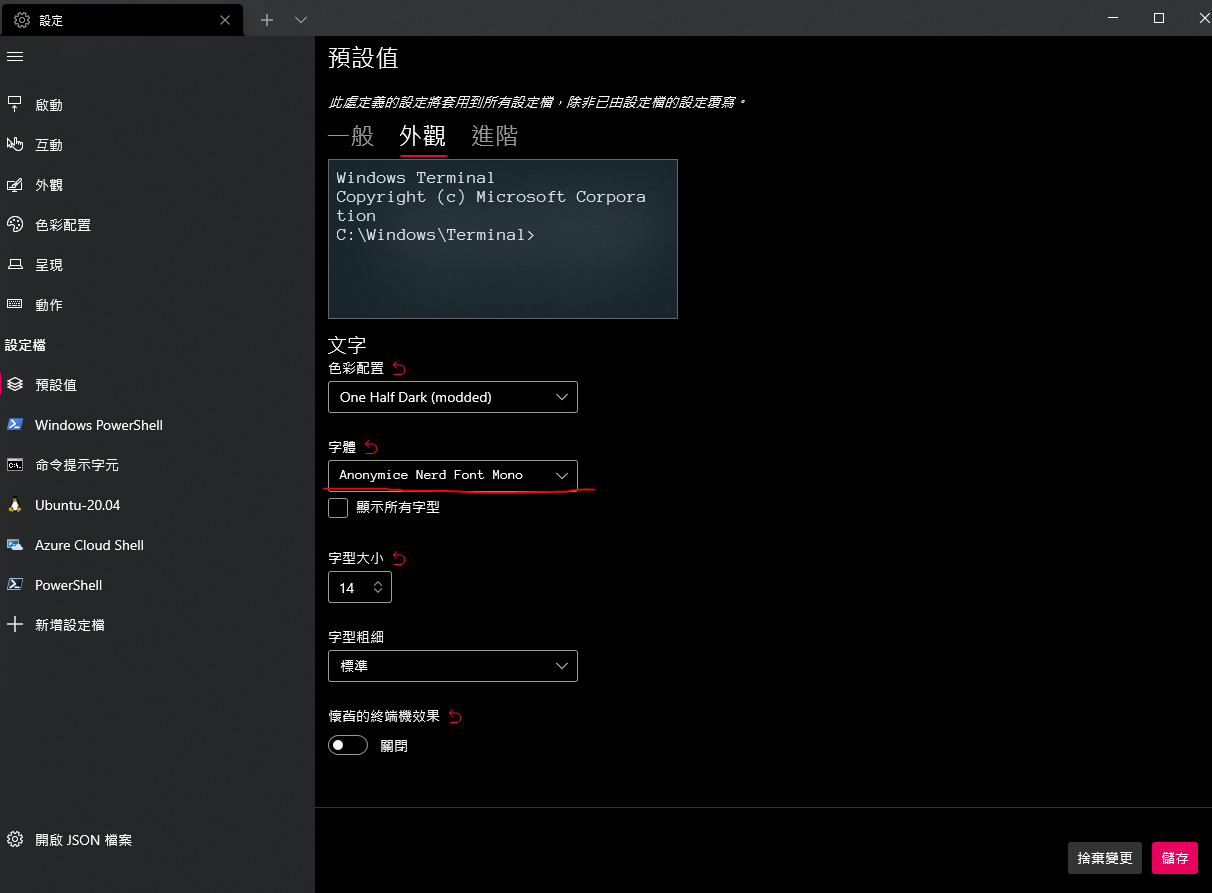 設定
啟動
互動
外觀
色彩配置
呈現
動作
設定檔
預設值
Windows PowerShell
命令提示字元
Ubuntu-20.04
Azure Cloud Shell
PowerShell
新增設定檔
開啟 JSON 檔案
預設值
此處定義的設定將套用到所有設定檔，除非已由設定檔的設定覆寫。
一般 外觀 進階
Windows Terminal
Copyright (c) Microsoft Corpora
tion
C:\Windows\Terminal>
文字
色彩配置
One Half Dark (modded)
字體
Anonymice Nerd Font Mono
顯示所有字型
字型大小
14
字型粗細
標準
懷舊的終端機效果
關閉
捨棄變更 儲存